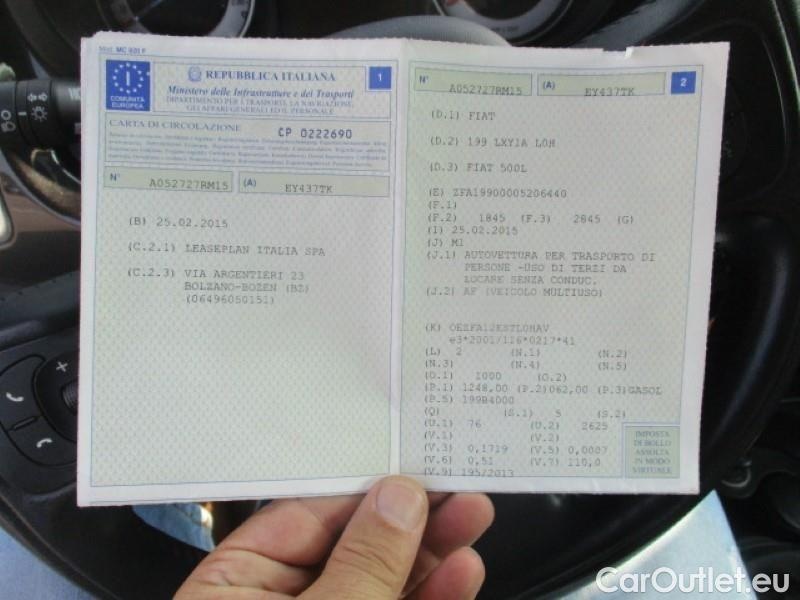 Mod. MC 820 F
REPUBBLICA ITALIANA
1
COMUNITÀ
EUROPEA
Ministero delle Infrastrutture e dei Trasporti
DIPARTIMENTO PER I TRASPORTI, LA NAVIGAZIONE,
GLI AFFARI GENERALI ED IL PERSONALE
CARTA DI CIRCOLAZIONE CP 0222690
N° A052727RM15 (A) EY437TK
(B) 25.02.2015
(C.2.1) LEASEPLAN ITALIA SPA
(C.2.3) VIA ARGENTIERI 23
BOLZANO-BOZEN (BZ)
(06496050151)
N° A052727RM15 (A) EY437TK 2
(D.1) FIAT
(D.2) 199 LXY1A L0H
(D.3) FIAT 500L
(E) ZFA19900005206440
(F.1)
(F.2) 1845 (F.3) 2845 (G)
(I) 25.02.2015
(J) M1
(J.1) AUTOVETTURA PER TRASPORTO DI
PERSONE -USO DI TERZI DA
LOCARE SENZA CONDUC.
(J.2) AF (VEICOLO MULTIUSO)
(K) OEZFA12ESTL0HAV
e3*2001/116*0217*41
(L) 2 (N.1) (N.2)
(N.3) (N.4) (N.5)
(O.1) 1000 (O.2)
(P.1) 1248,00 (P.2)062,00 (P.3)GASOL
(P.5) 199B4000
(Q) (S.1) 5 (S.2)
(U.1) 76 (U.2) 2625
(V.1) (V.2)
(V.3) 0,1719 (V.5) 0,0007
(V.6) 0,51 (V.7) 110,0
(V.9) 195/2013
IMPOSTA
DI BOLLO
ASSOLTA
IN MODO
VIRTUALE
CarOutlet.eu